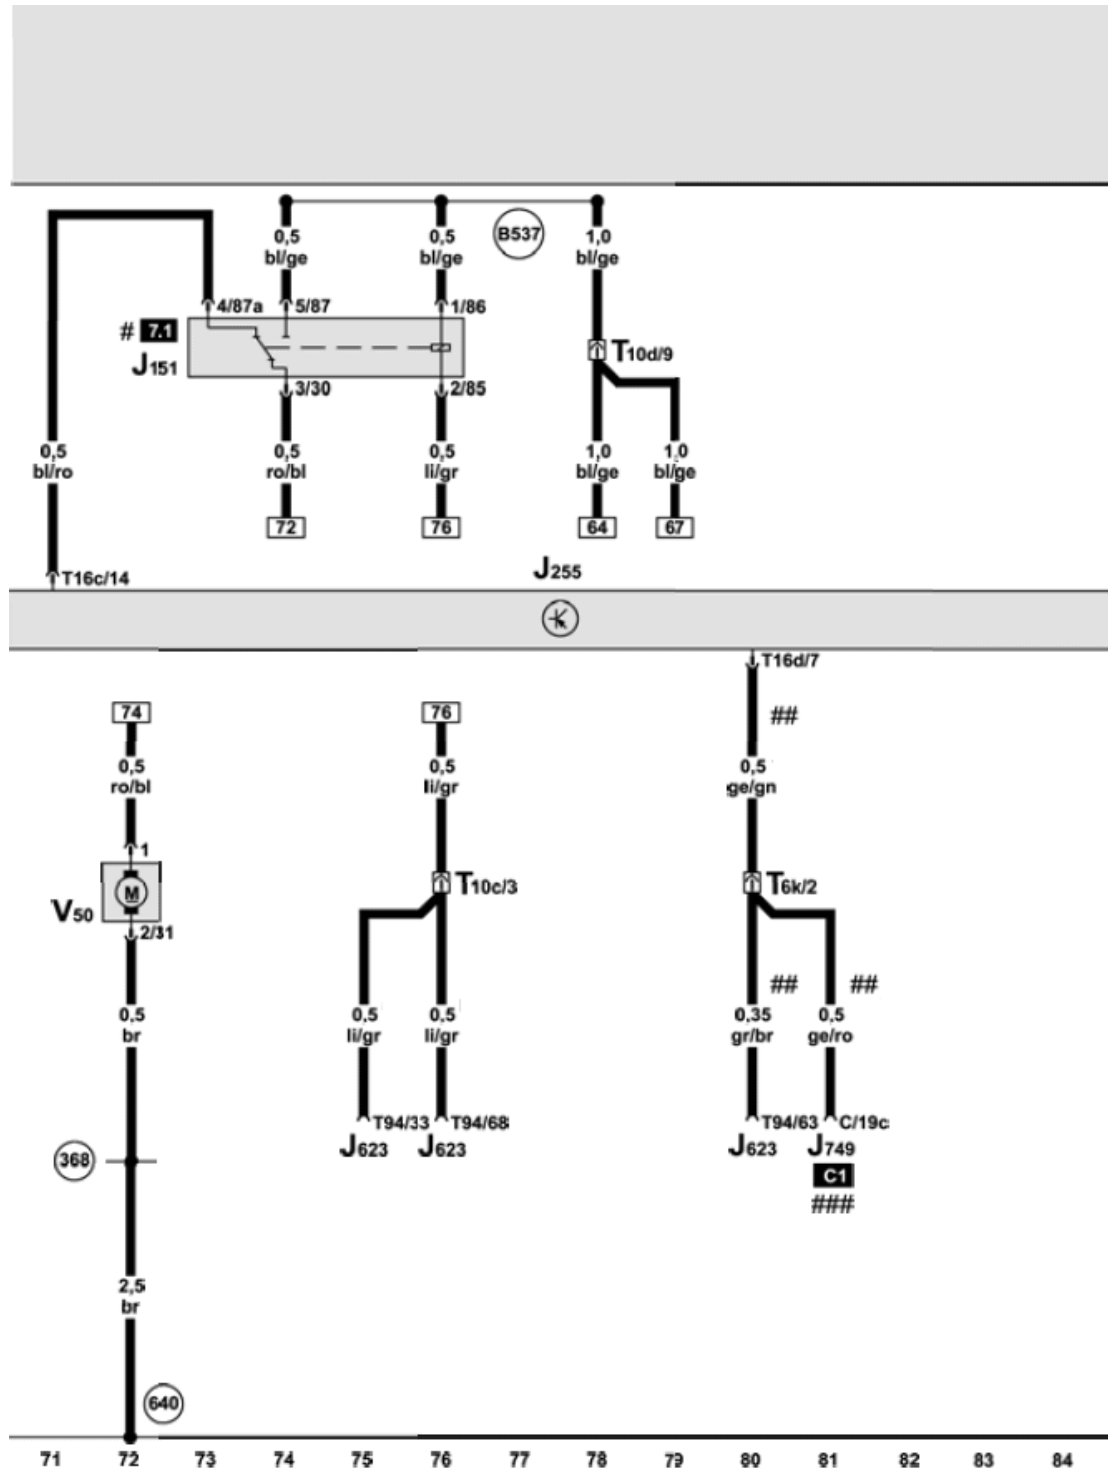 0,5 0,5 B537 1,0
bl/ge bl/ge bl/ge
4/87a 5/87 1/86
# 7.1
J151
T10d/9
3/30 2/85
0,5 0,5 0,5 1,0 1,0
bl/ro ro/bl li/gr bl/ge bl/ge
72 76 64 67
T16c/14 J255
T16d/7
74 76 ##
0,5 0,5 0,5
ro/bl li/gr ge/gn
1
M T10c/3 T6k/2
V50
2/31
## ##
0,5 0,5 0,5 0,35 0,5
br li/gr li/gr gr/br ge/ro
T94/33 T94/68 T94/63 C/19c
J623 J623 J623 J749
368 C1
###
2,5
br
640
71 72 73 74 75 76 77 78 79 80 81 82 83 84